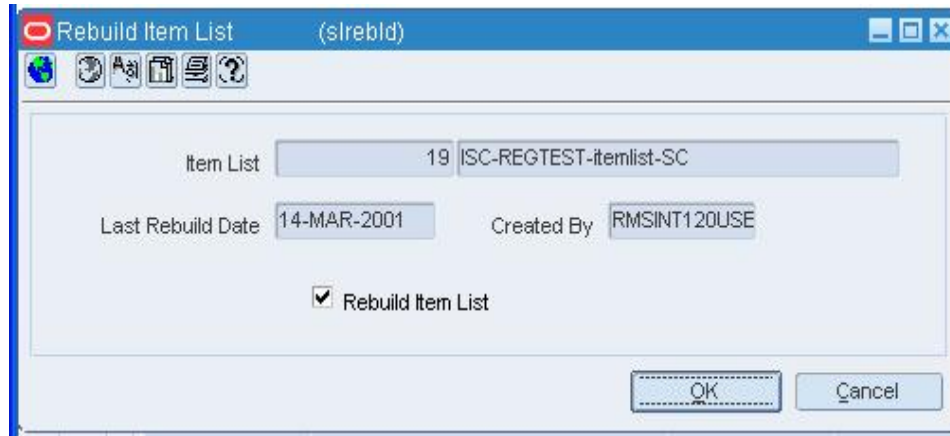 Rebuild Item List (slrebld)
Item List 19 ISC-REGTEST-itemlist-SC
Last Rebuild Date 14-MAR-2001 Created By RMSINT120USE
Rebuild Item List
OK Cancel